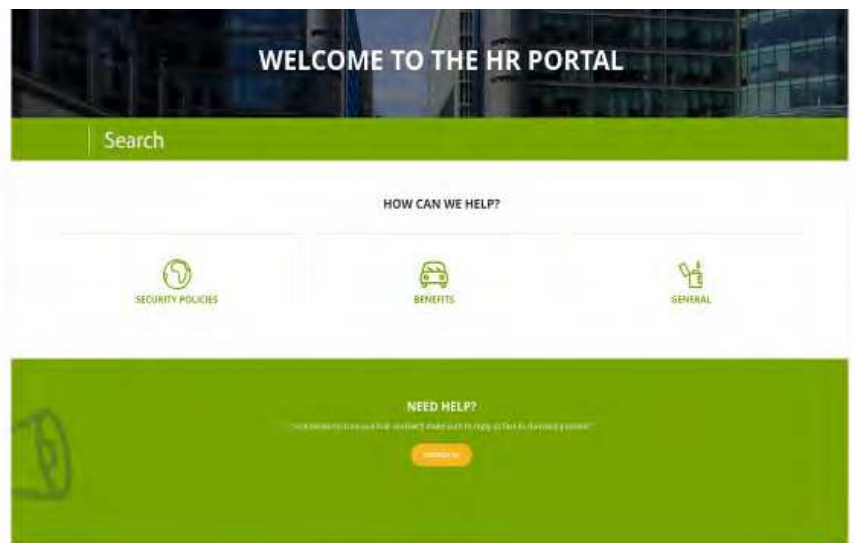 WELCOME TO THE HR PORTAL
Search
HOW CAN WE HELP?
SECURITY POLICIES
BENEFITS
GENERAL
NEED HELP?